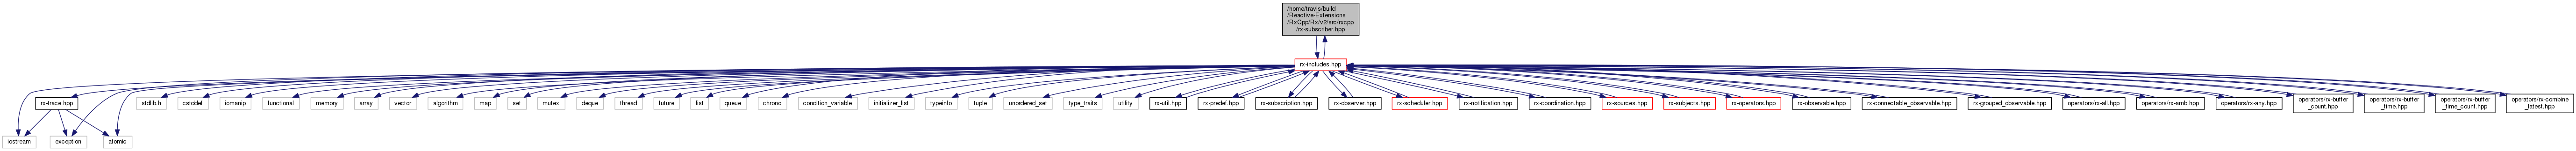 /home/travis/build
/Reactive-Extensions
/RxCpp/Rx/v2/src/rxcpp
/rx-subscriber.hpp
rx-includes.hpp
rx-trace.hpp
stdlib.h
cstddef
iomanip
functional
memory
array
vector
algorithm
map
set
mutex
deque
thread
future
list
queue
chrono
condition_variable
initializer_list
typeinfo
tuple
unordered_set
type_traits
utility
rx-util.hpp
rx-predef.hpp
rx-subscription.hpp
rx-observer.hpp
rx-scheduler.hpp
rx-notification.hpp
rx-coordination.hpp
rx-sources.hpp
rx-subjects.hpp
rx-operators.hpp
rx-observable.hpp
rx-connectable_observable.hpp
rx-grouped_observable.hpp
operators/rx-all.hpp
operators/rx-amb.hpp
operators/rx-any.hpp
operators/rx-buffer
_count.hpp
operators/rx-buffer
_time.hpp
operators/rx-buffer
_time_count.hpp
operators/rx-combine
_latest.hpp
iostream
exception
atomic